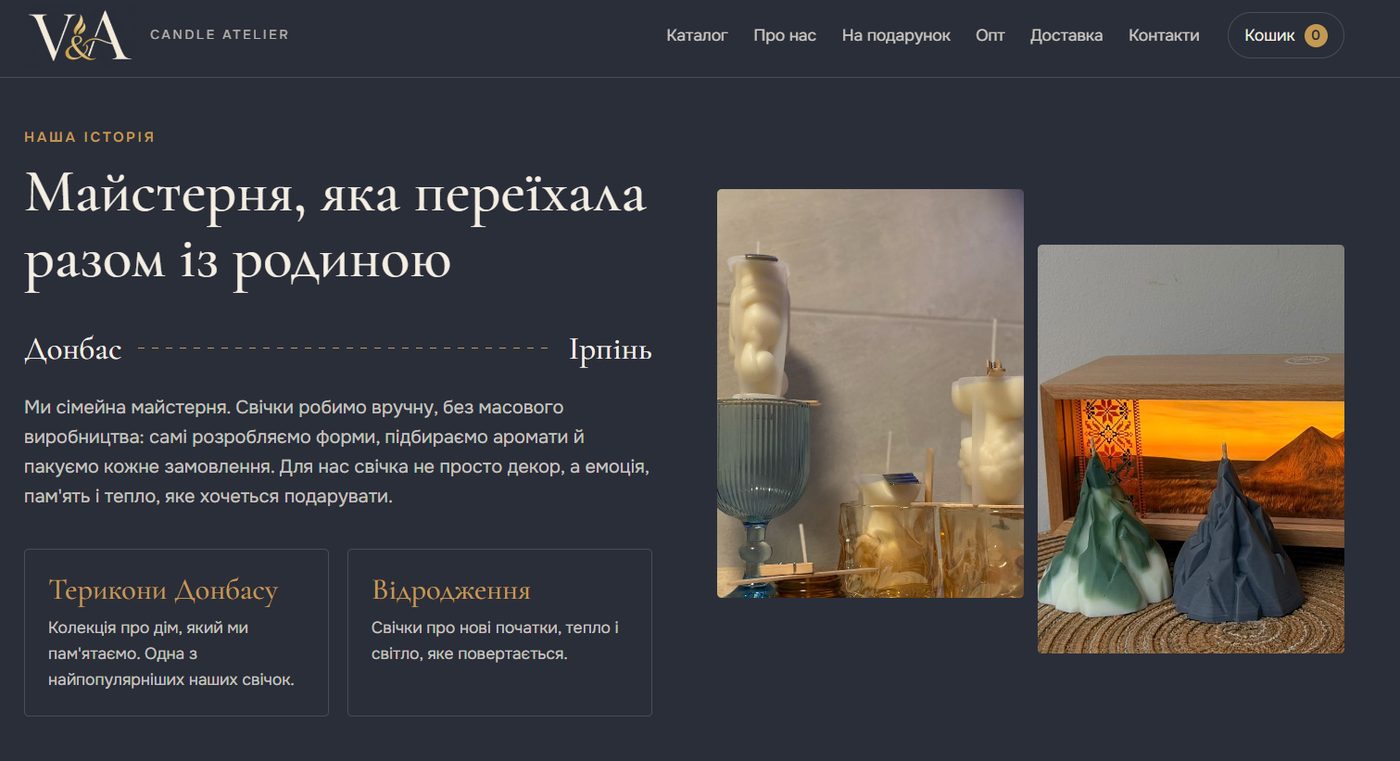 V&A
CANDLE ATELIER
Каталог
Про нас
На подарунок
Опт
Доставка
Контакти
Кошик 0
НАША ІСТОРІЯ
Майстерня, яка переїхала
разом із родиною
Донбас
Ірпінь
Ми сімейна майстерня. Свічки робимо вручну, без масового
виробництва: самі розробляємо форми, підбираємо аромати й
пакуємо кожне замовлення. Для нас свічка не просто декор, а емоція,
пам'ять і тепло, яке хочеться подарувати.
Терикони Донбасу
Колекція про дім, який ми
пам'ятаємо. Одна з
найпопулярніших наших свічок.
Відродження
Свічки про нові початки, тепло і
світло, яке повертається.